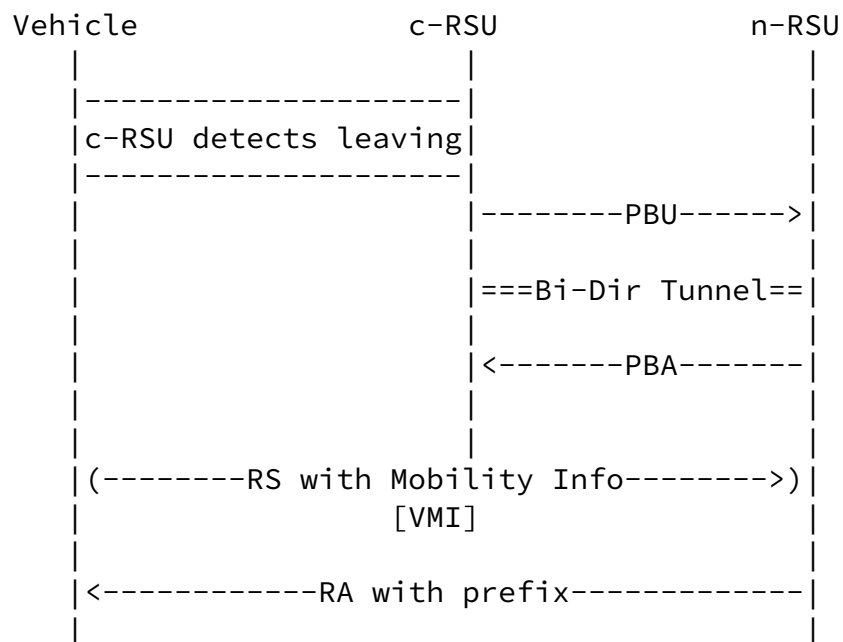 Vehicle c-RSU n-RSU
c-RSU detects leaving
PBU
Bi-Dir Tunnel
PBA
RS with Mobility Info
[VMI]
RA with prefix